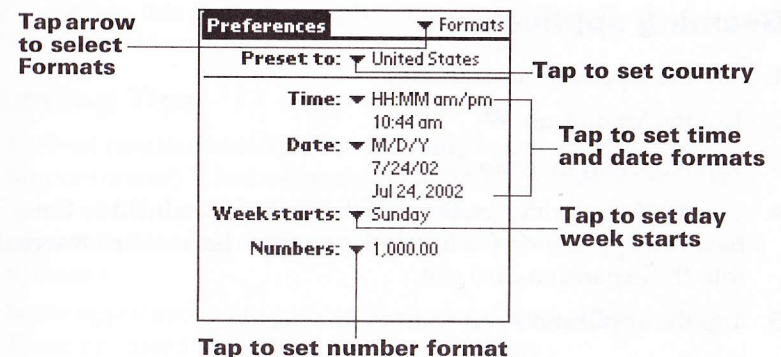 Tap arrow
to select
Formats
Preferences
Formats
Preset to: United States
Tap to set country
Time: HH:MM am/pm
10:44 am
Date: M/D/Y
7/24/02
Jul 24, 2002
Tap to set time
and date formats
Week starts: Sunday
Tap to set day
week starts
Numbers: 1,000.00
Tap to set number format